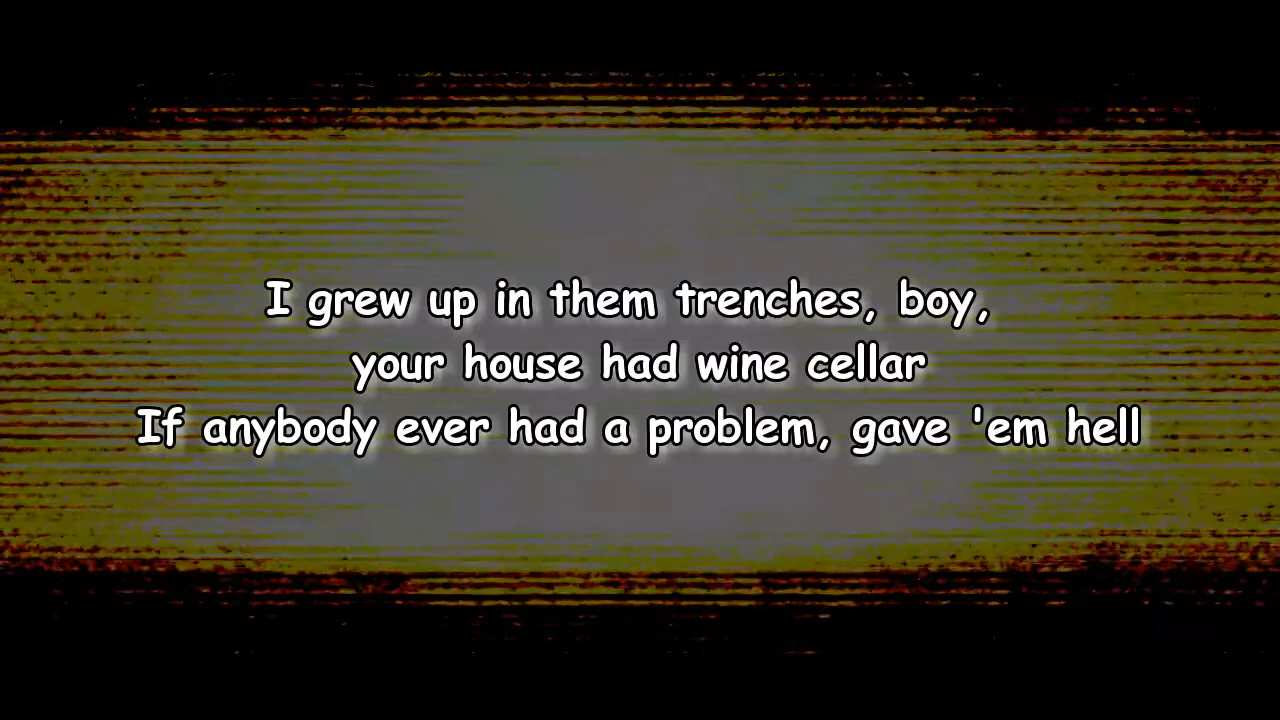 I grew up in them trenches, boy,
your house had wine cellar
If anybody ever had a problem, gave 'em hell